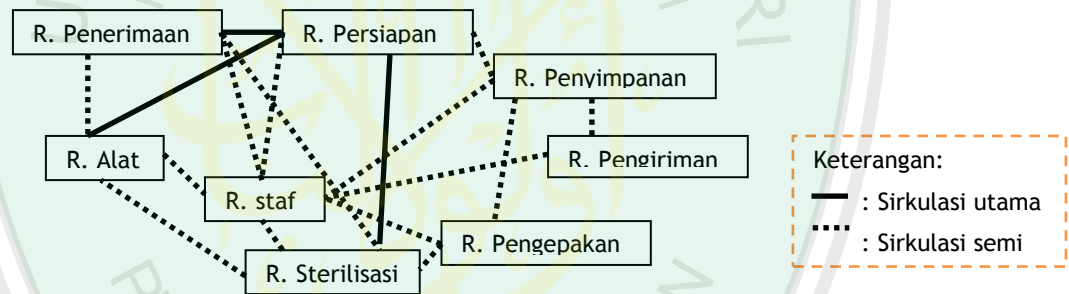 R. Penerimaan
R. Persiapan
R. Penyimpanan
R. Alat
R. Pengiriman
R. staf
R. Pengepakan
R. Sterilisasi
Keterangan:
: Sirkulasi utama
: Sirkulasi semi